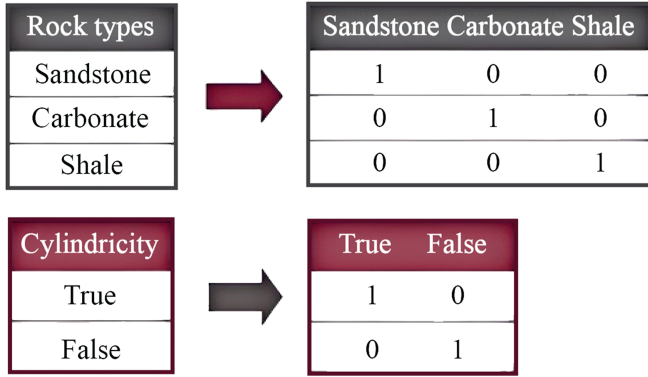 Rock types
Sandstone
Carbonate
Shale
Sandstone Carbonate Shale
1 0 0
0 1 0
0 0 1
Cylindricity
True
False
True False
1 0
0 1